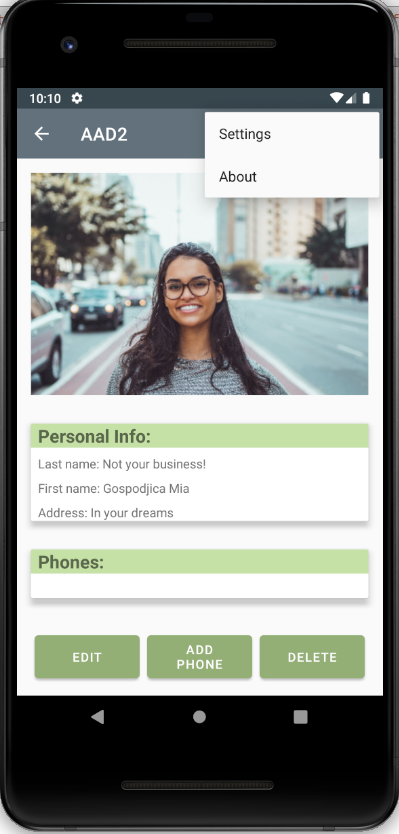 10:10
AAD2
Settings
About
Personal Info:
Last name: Not your business!
First name: Gospodjica Mia
Address: In your dreams
Phones:
EDIT
ADD
PHONE
DELETE